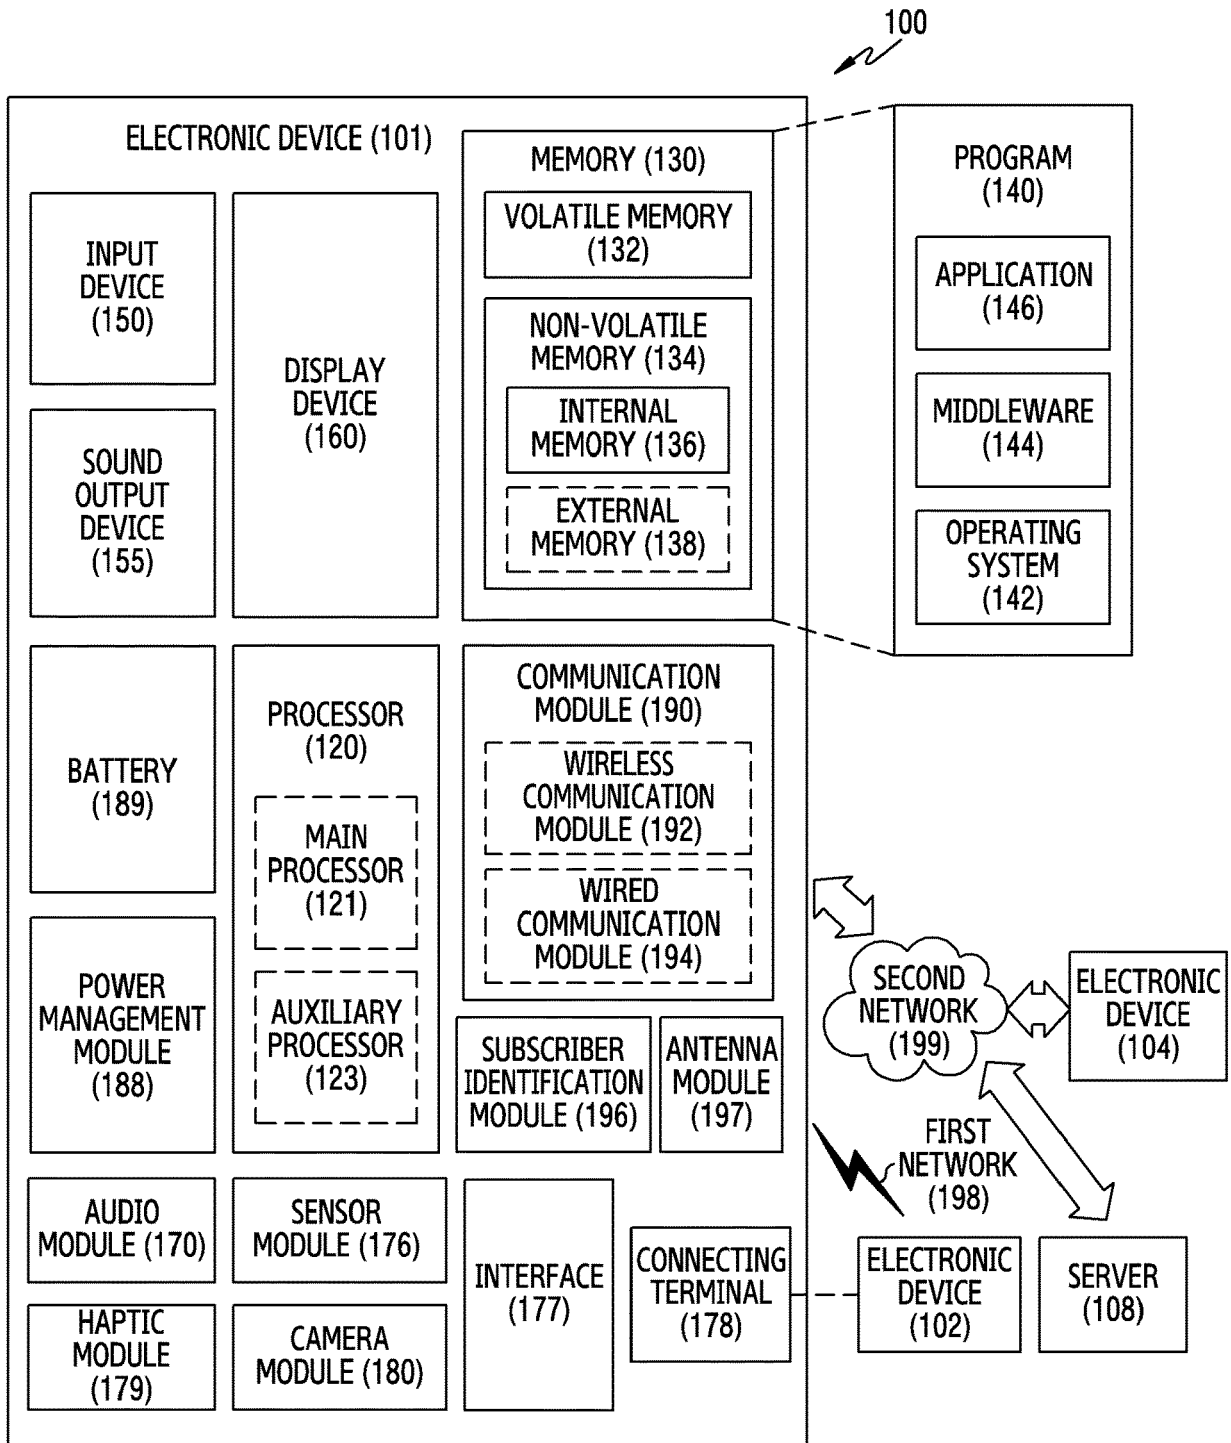 100
ELECTRONIC DEVICE (101)
INPUT
DEVICE
(150)
SOUND
OUTPUT
DEVICE
(155)
DISPLAY
DEVICE
(160)
MEMORY (130)
VOLATILE MEMORY
(132)
NON-VOLATILE
MEMORY (134)
INTERNAL
MEMORY (136)
EXTERNAL
MEMORY (138)
PROGRAM
(140)
APPLICATION
(146)
MIDDLEWARE
(144)
OPERATING
SYSTEM
(142)
BATTERY
(189)
POWER
MANAGEMENT
MODULE
(188)
PROCESSOR
(120)
MAIN
PROCESSOR
(121)
AUXILIARY
PROCESSOR
(123)
COMMUNICATION
MODULE (190)
WIRELESS
COMMUNICATION
MODULE (192)
WIRED
COMMUNICATION
MODULE (194)
SUBSCRIBER
IDENTIFICATION
MODULE (196)
ANTENNA
MODULE
(197)
SECOND
NETWORK
(199)
ELECTRONIC
DEVICE
(104)
FIRST
NETWORK
(198)
AUDIO
MODULE (170)
SENSOR
MODULE (176)
HAPTIC
MODULE
(179)
CAMERA
MODULE (180)
INTERFACE
(177)
CONNECTING
TERMINAL
(178)
ELECTRONIC
DEVICE
(102)
SERVER
(108)